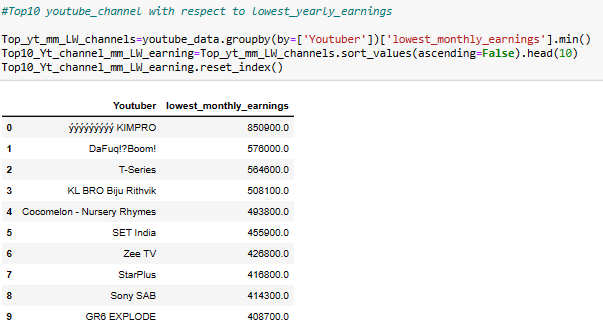 #Top10 youtube_channel with respect to lowest_yearly_earnings
Top_yt_mm_LW_channels=youtube_data.groupby(by=['Youtuber'])['lowest_monthly_earnings'].min()
Top10_Yt_channel_mm_LW_earning=Top_yt_mm_LW_channels.sort_values(ascending=False).head(10)
Top10_Yt_channel_mm_LW_earning.reset_index()
Youtuber lowest_monthly_earnings
0 ýýýýýýýýý KIMPRO 850900.0
1 DaFuq!?Boom! 576000.0
2 T-Series 564600.0
3 KL BRO Biju Rithvik 508100.0
4 Cocomelon - Nursery Rhymes 493800.0
5 SET India 455900.0
6 Zee TV 426800.0
7 StarPlus 416800.0
8 Sony SAB 414300.0
9 GR6 EXPLODE 408700.0